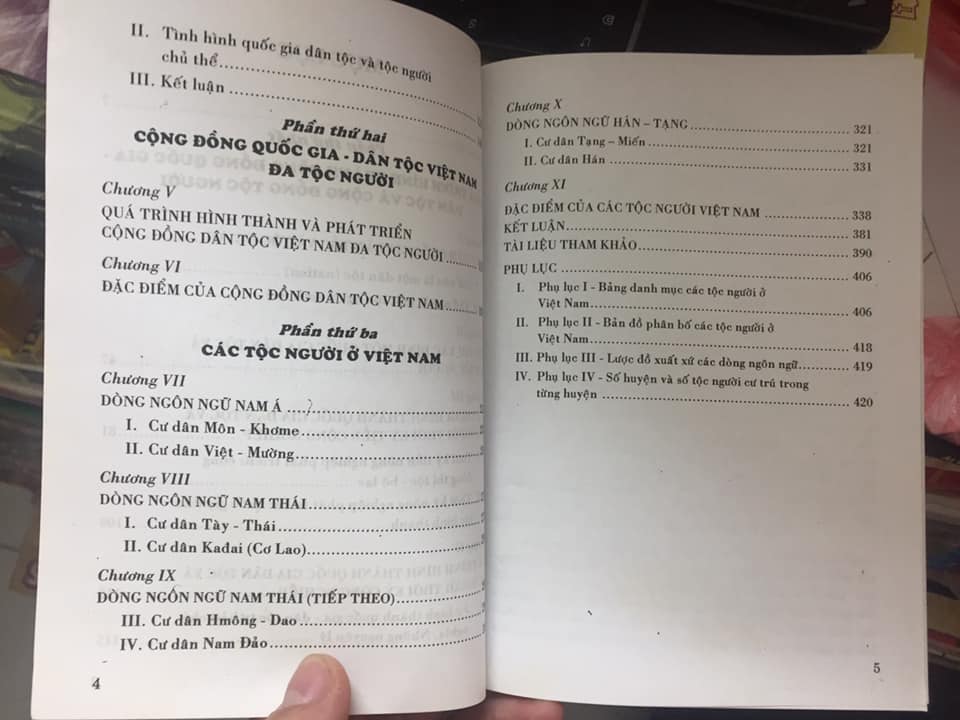 II. Tình hình quốc gia dân tộc và tộc người
chủ thể
III. Kết luận
Phần thứ hai
CỘNG ĐỒNG QUỐC GIA - DÂN TỘC VIỆT NAM
ĐA TỘC NGƯỜI
Chương V
QUÁ TRÌNH HÌNH THÀNH VÀ PHÁT TRIỂN
CỘNG ĐỒNG DÂN TỘC VIỆT NAM ĐA TỘC NGƯỜI
Chương VI
ĐẶC ĐIỂM CỦA CỘNG ĐỒNG DÂN TỘC VIỆT NAM
Phần thứ ba
CÁC TỘC NGƯỜI Ở VIỆT NAM
Chương VII
DÒNG NGÔN NGỮ NAM Á
I. Cư dân Môn - Khơme
II. Cư dân Việt - Mường
Chương VIII
DÒNG NGÔN NGỮ NAM THÁI
I. Cư dân Tày - Thái
II. Cư dân Kađai (Cơ Lao)
Chương IX
DÒNG NGÔN NGỮ NAM THÁI (TIẾP THEO)
III. Cư dân Hmông - Dao
IV. Cư dân Nam Đảo
4
Chương X
DÒNG NGÔN NGỮ HÁN – TẠNG 321
I. Cư dân Tạng – Miến 321
II. Cư dân Hán 331
Chương XI
ĐẶC ĐIỂM CỦA CÁC TỘC NGƯỜI VIỆT NAM 338
KẾT LUẬN 381
TÀI LIỆU THAM KHẢO 390
PHỤ LỤC 406
I. Phụ lục I - Bảng danh mục các tộc người ở
Việt Nam 406
II. Phụ lục II - Bản đồ phân bố các tộc người ở
Việt Nam 418
III. Phụ lục III - Lược đồ xuất xứ các dòng ngôn ngữ 419
IV. Phụ lục IV - Số huyện và số tộc người cư trú trong
từng huyện 420
5